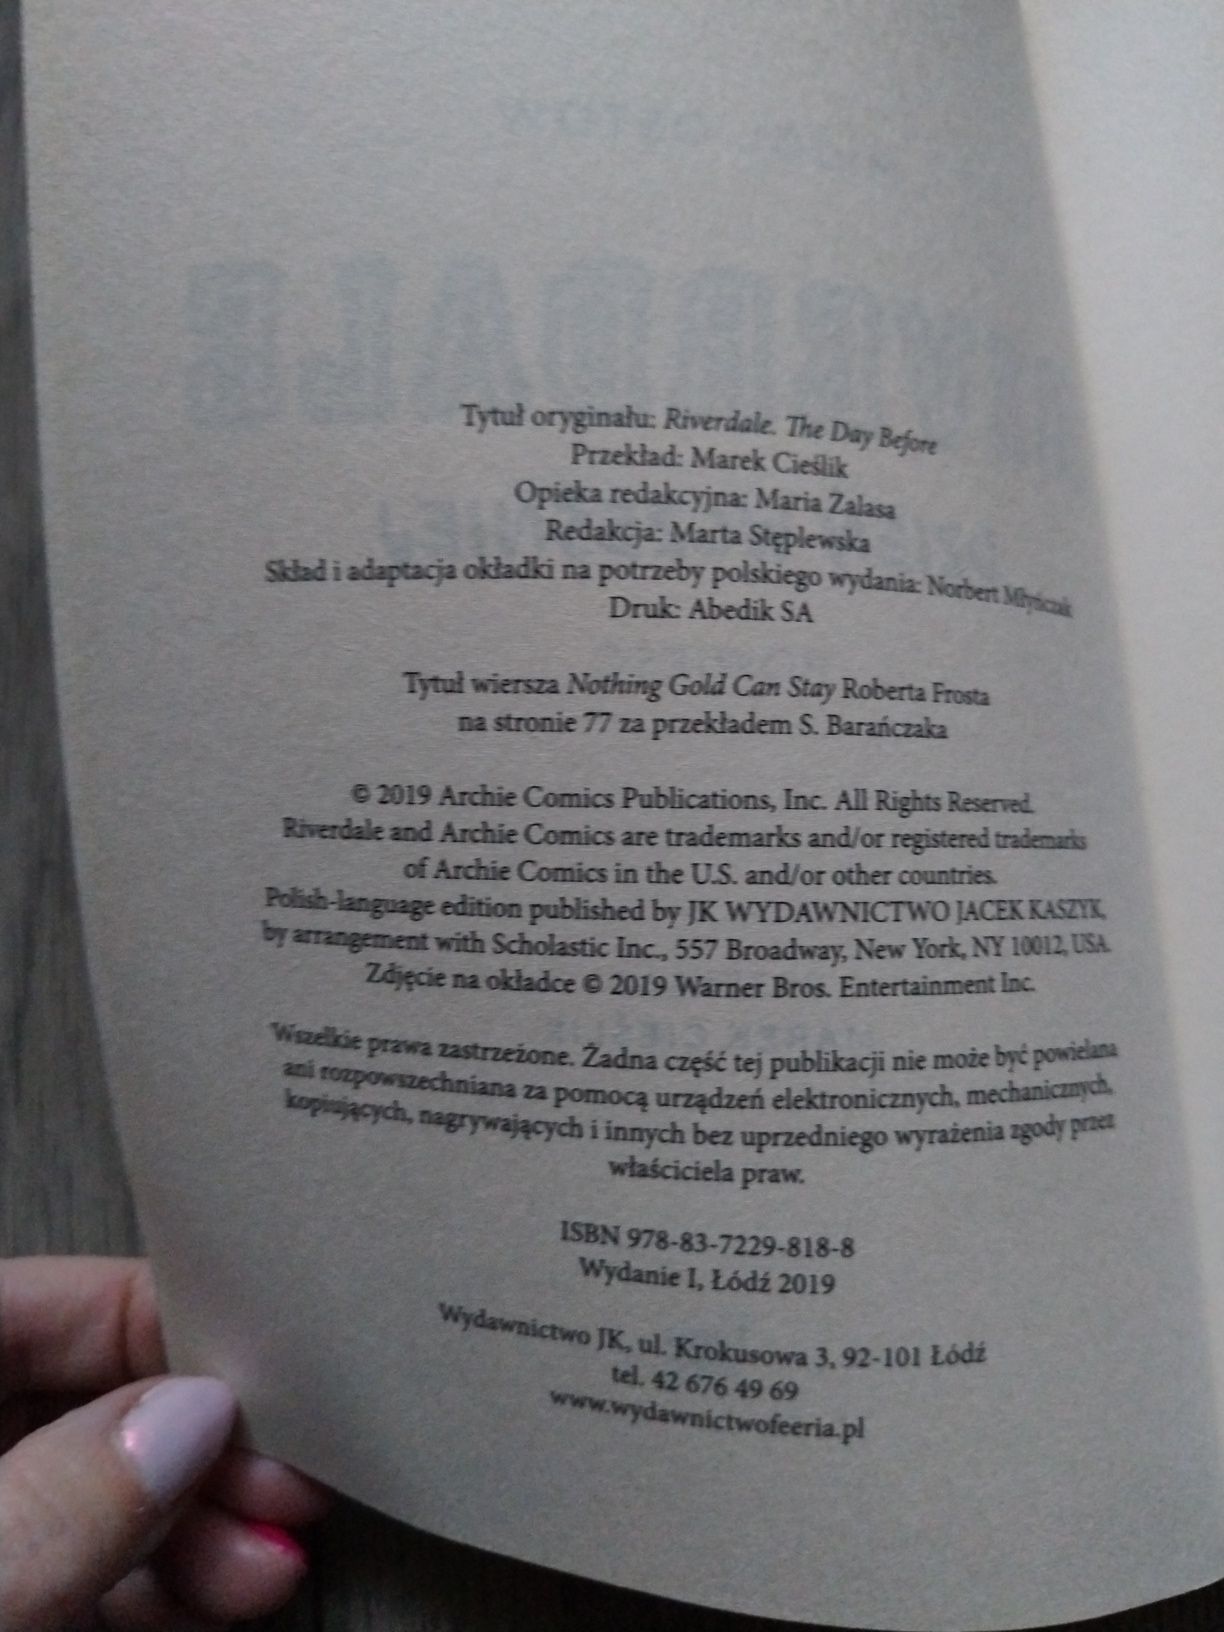 Tytuł oryginału: Riverdale. The Day Before
Przekład: Marek Cieślik
Opieka redakcyjna: Maria Zalasa
Redakcja: Marta Stęplewska
Skład i adaptacja okładki na potrzeby polskiego wydania: Norbert Młyńczak
Druk: Abedik SA
Tytuł wiersza Nothing Gold Can Stay Roberta Frosta
na stronie 77 za przekładem S. Barańczaka
© 2019 Archie Comics Publications, Inc. All Rights Reserved.
Riverdale and Archie Comics are trademarks and/or registered trademarks
of Archie Comics in the U.S. and/or other countries.
Polish-language edition published by JK WYDAWNICTWO JACEK KASZYK,
by arrangement with Scholastic Inc., 557 Broadway, New York, NY 10012, USA.
Zdjęcie na okładce © 2019 Warner Bros. Entertainment Inc.
Wszelkie prawa zastrzeżone. Żadna część tej publikacji nie może być powielana
ani rozpowszechniana za pomocą urządzeń elektronicznych, mechanicznych,
kopiujących, nagrywających i innych bez uprzedniego wyrażenia zgody przez
właściciela praw.
ISBN 978-83-7229-818-8
Wydanie I, Łódź 2019
Wydawnictwo JK, ul. Krokusowa 3, 92-101 Łódź
tel. 42 676 49 69
www.wydawnictwofeeria.pl